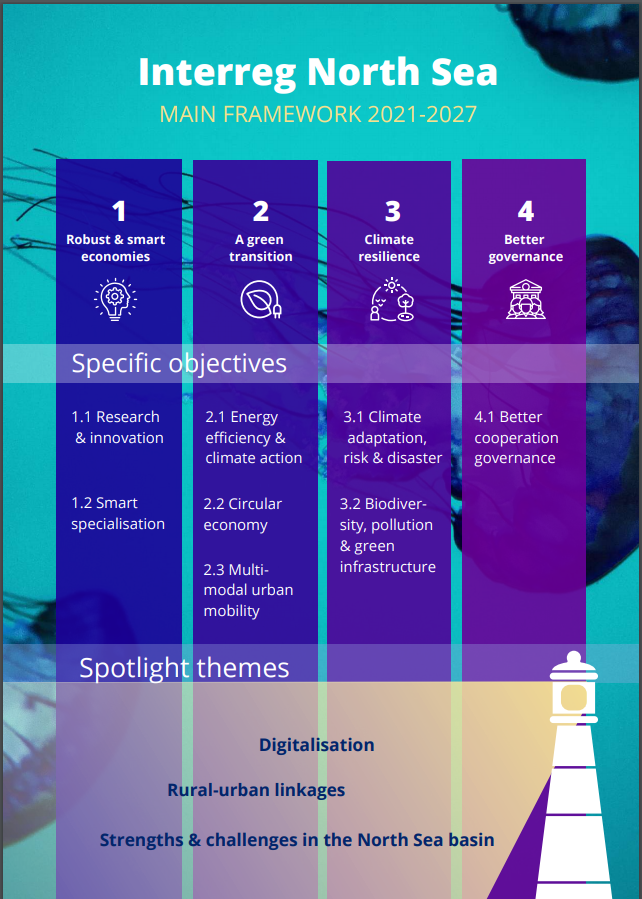 Interreg North Sea
MAIN FRAMEWORK 2021-2027
1
Robust & smart
economies
2
A green
transition
3
Climate
resilience
4
Better
governance
Specific objectives
1.1 Research
& innovation
1.2 Smart
specialisation
2.1 Energy
efficiency &
climate action
2.2 Circular
economy
2.3 Multi-
modal urban
mobility
3.1 Climate
adaptation,
risk & disaster
3.2 Biodiver-
sity, pollution
& green
infrastructure
4.1 Better
cooperation
governance
Spotlight themes
Digitalisation
Rural-urban linkages
Strengths & challenges in the North Sea basin